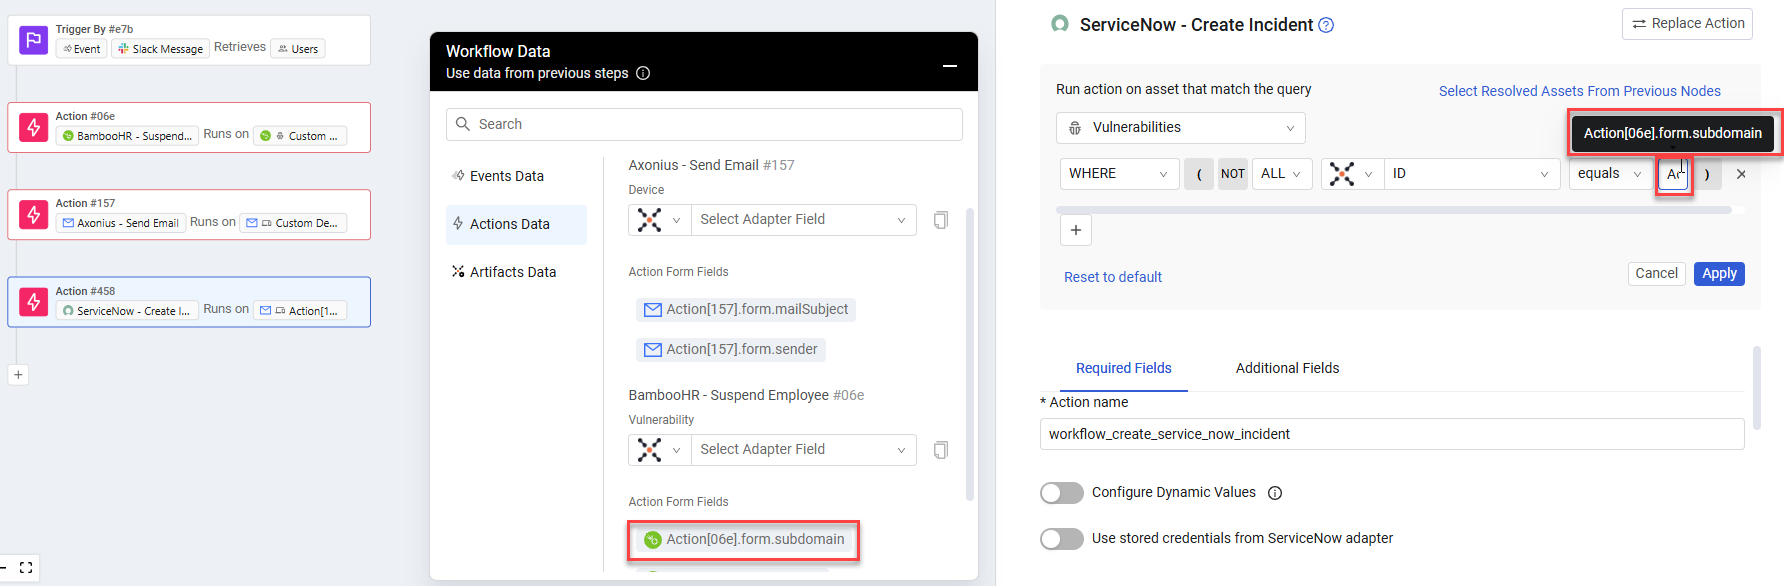 Trigger By #e7b
Event Slack Message Retrieves Users
Action #06e
BambooHR - Suspend... Runs on Custom ...
Action #157
Axonius - Send Email Runs on Custom De...
Action #458
ServiceNow - Create I... Runs on Action[1...
+
Workflow Data
Use data from previous steps
Search
Events Data
Actions Data
Artifacts Data
Axonius - Send Email #157
Device
Select Adapter Field
Action Form Fields
Action[157].form.mailSubject
Action[157].form.sender
BambooHR - Suspend Employee #06e
Vulnerability
Select Adapter Field
Action Form Fields
Action[06e].form.subdomain
ServiceNow - Create Incident
Replace Action
Run action on asset that match the query
Select Resolved Assets From Previous Nodes
Vulnerabilities
Action[06e].form.subdomain
WHERE ( NOT ALL ID equals Ac )
+
Reset to default
Cancel Apply
Required Fields Additional Fields
* Action name
workflow_create_service_now_incident
Configure Dynamic Values
Use stored credentials from ServiceNow adapter